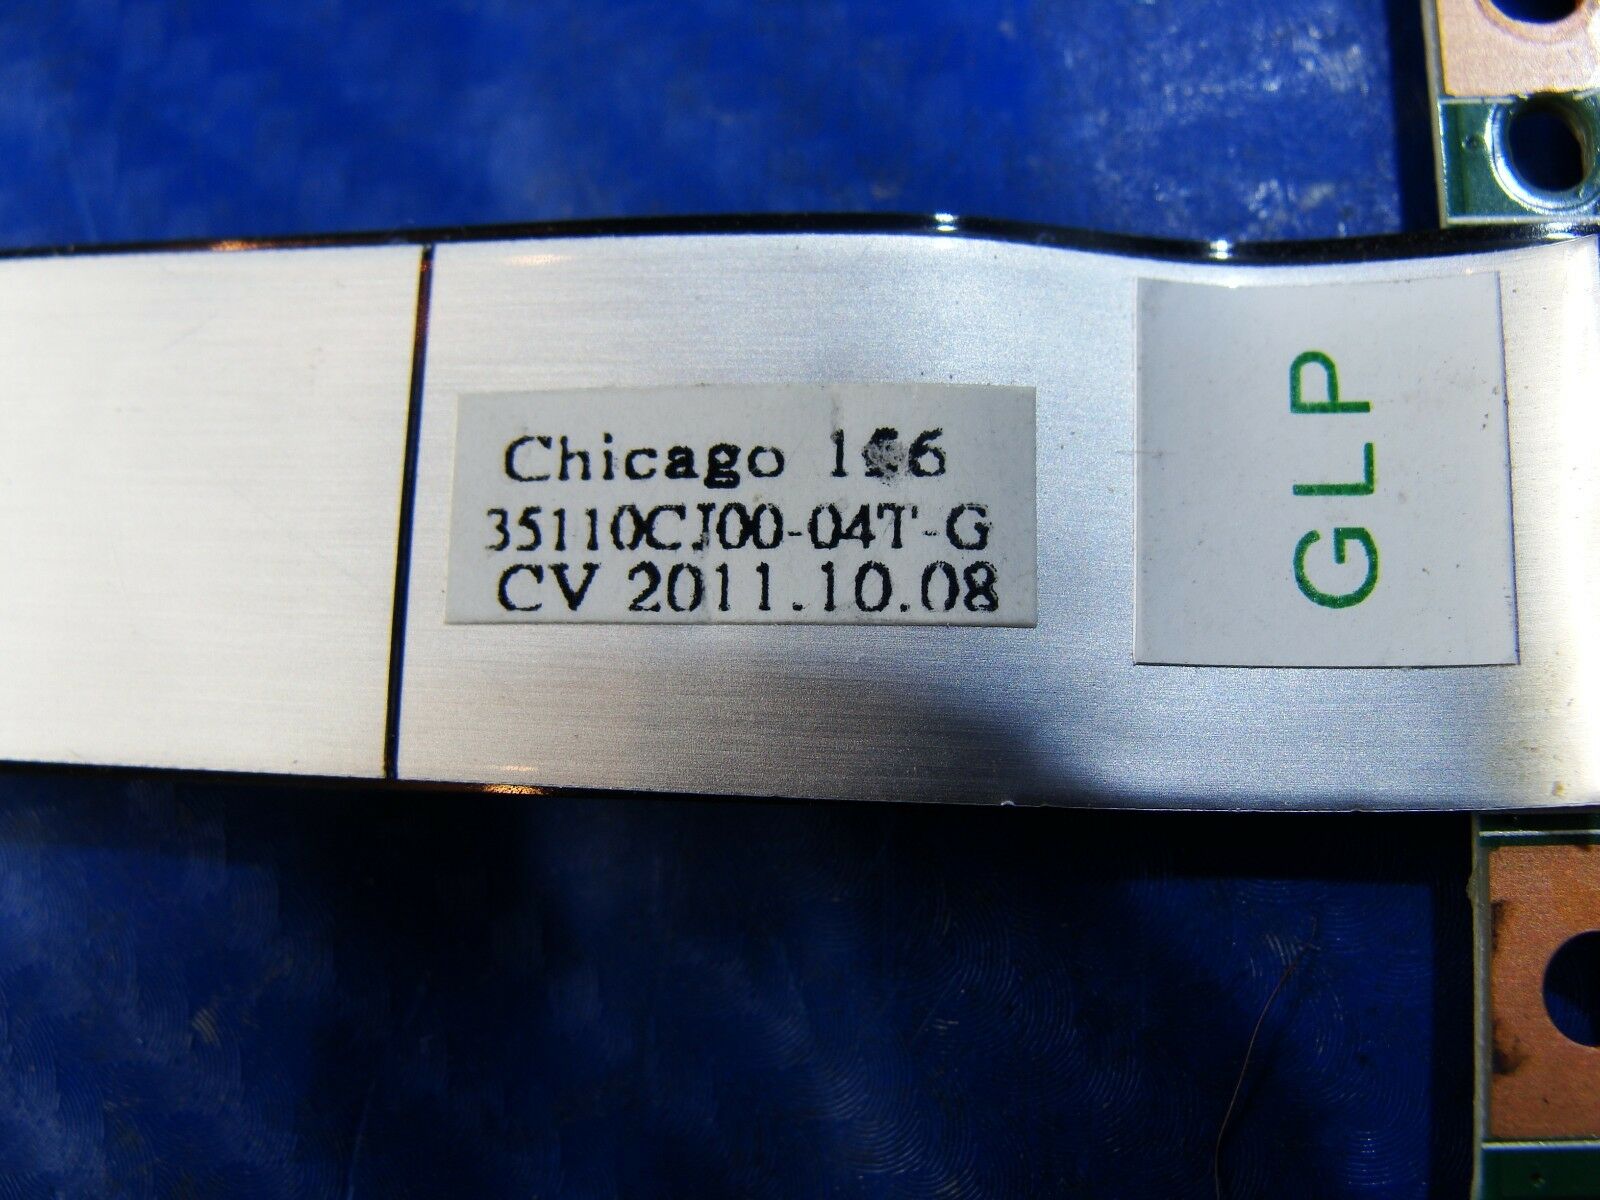 Chicago
35110CJ00-04T-G
CV 2011.10.08
GLP